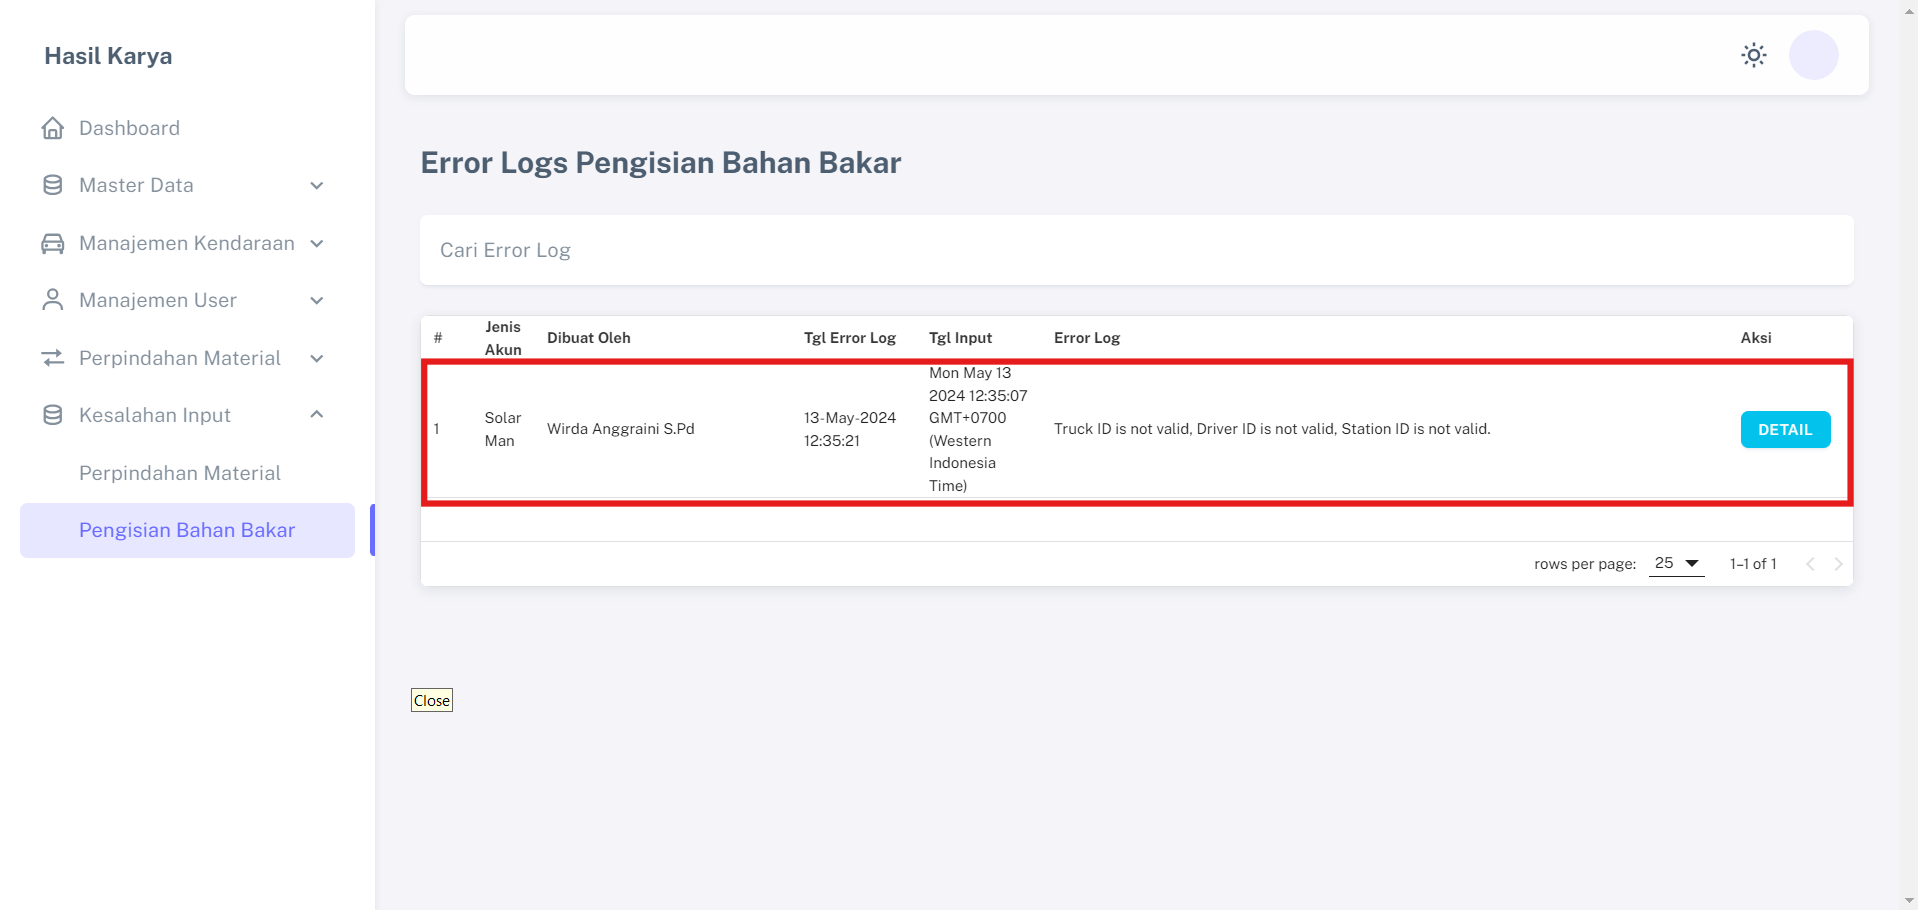 Hasil Karya
Dashboard
Master Data
Manajemen Kendaraan
Manajemen User
Perpindahan Material
Kesalahan Input
Perpindahan Material
Pengisian Bahan Bakar
Error Logs Pengisian Bahan Bakar
Cari Error Log
# Jenis Akun Dibuat Oleh Tgl Error Log Tgl Input Error Log Aksi
1
Solar
Man
Wirda Anggraini S.Pd
13-May-2024
12:35:21
Mon May 13
2024 12:35:07
GMT+0700
(Western
Indonesia
Time)
Truck ID is not valid, Driver ID is not valid, Station ID is not valid.
DETAIL
rows per page: 25 1–1 of 1
Close